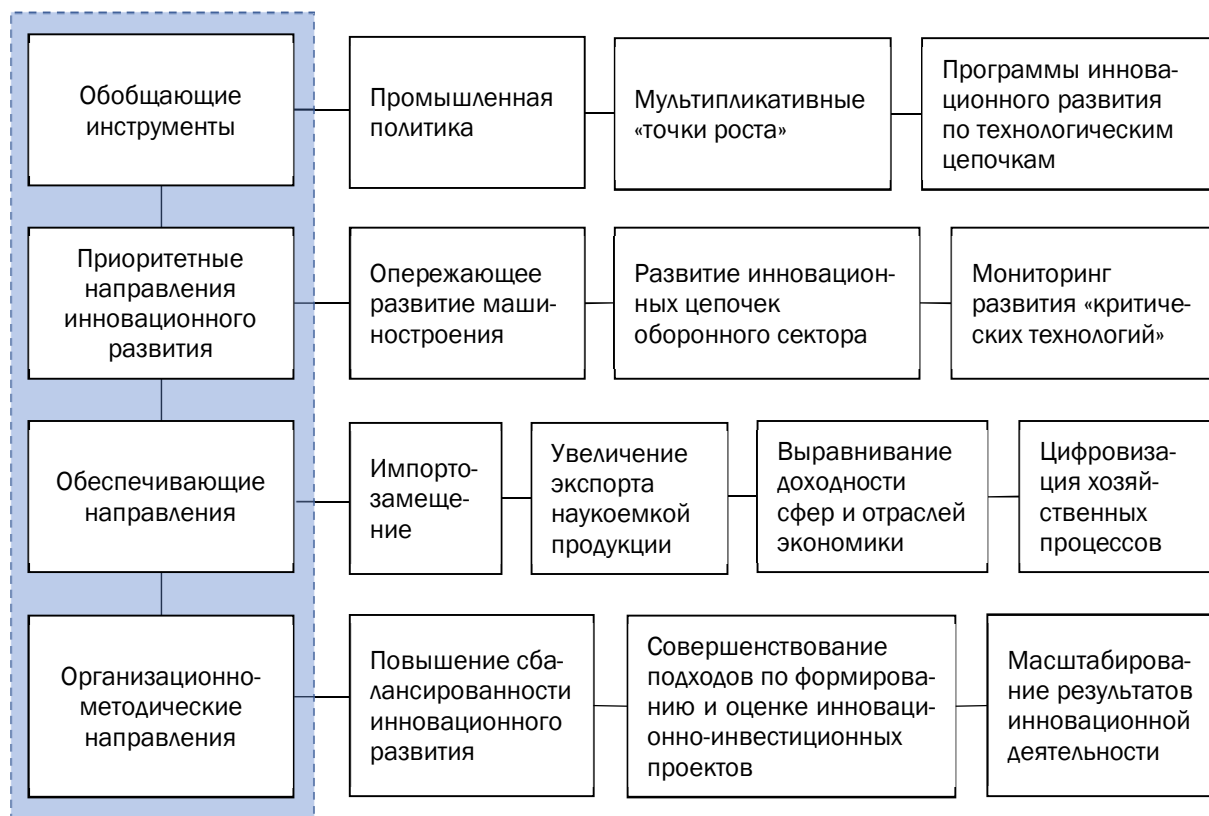 Обобщающие
инструменты
Промышленная
политика
Мультипликативные
«точки роста»
Программы иннова-
ционного развития
по технологическим
цепочкам
Приоритетные
направления
инновационного
развития
Опережающее
развитие маши-
ностроения
Развитие инновацион-
ных цепочек
оборонного сектора
Мониторинг
развития «критиче-
ских технологий»
Обеспечивающие
направления
Импорто-
замеще-
ние
Увеличение
экспорта
наукоемкой
продукции
Выравнивание
доходности
сфер и отраслей
экономики
Цифровиза-
ция хозяй-
ственных
процессов
Организационно-
методические
направления
Повышение сба-
лансированности
инновационного
развития
Совершенствование
подходов по формирова-
нию и оценке инноваци-
онно-инвестиционных
проектов
Масштабирова-
ние результатов
инновационной
деятельности